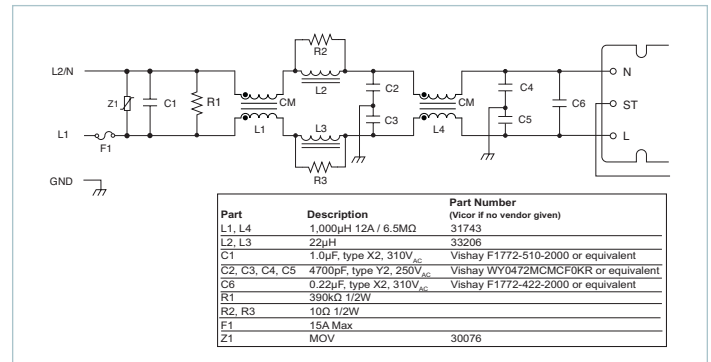 R2
L2/N
N
L2
C2
C4
Z1
C1
R1
CM
CM
C6
ST
C3
C5
L1
L1
L3
L4
L
F1
R3
GND
Part Description Part Number (Vicor if no vendor given)
L1, L4 1,000µH 12A / 6.5MΩ 31743
L2, L3 22µH 33206
C1 1.0µF, type X2, 310VAC Vishay F1772-510-2000 or equivalent
C2, C3, C4, C5 4700pF, type Y2, 250VAC Vishay WY0472MCMCF0KR or equivalent
C6 0.22µF, type X2, 310VAC Vishay F1772-422-2000 or equivalent
R1 390kΩ 1/2W
R2, R3 10Ω 1/2W
F1 15A Max
Z1 MOV 30076